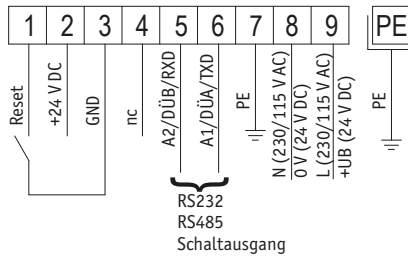 1 2 3 4 5 6 7 8 9 PE
Reset
+24 V DC
GND
nc
A2/DÜB/RXD
A1/DÜA/TXD
PE
N (230/115 V AC)
0 V (24 V DC)
L (230/115 V AC)
+UB (24 V DC)
PE
RS232
RS485
Schaltausgang